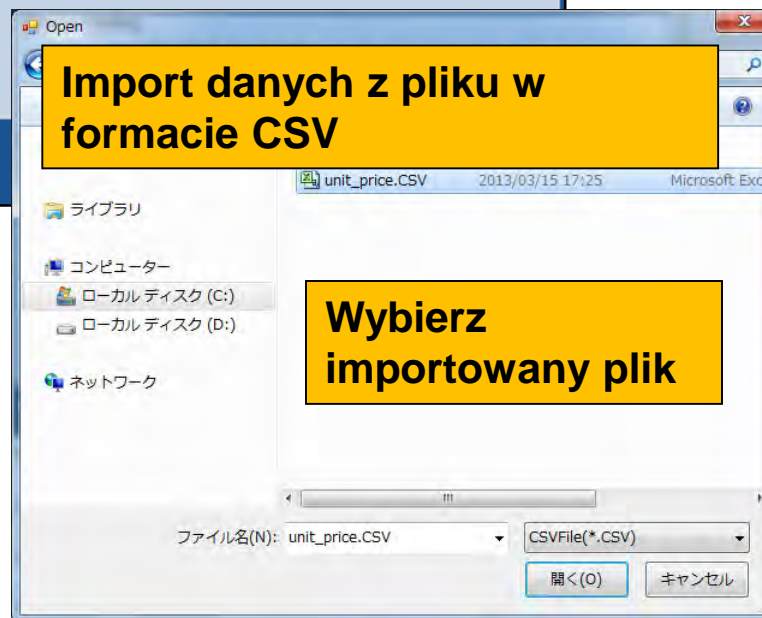 Open
Import danych z pliku w
formacie CSV
unit_price.CSV 2013/03/15 17:25 Microsoft Exc
ライブラリ
コンピューター
ローカル ディスク (C:)
ローカル ディスク (D:)
Wybierz
importowany plik
ネットワーク
ファイル名(N): unit_price.CSV CSVFile(*.CSV)
開く(O) キャンセル